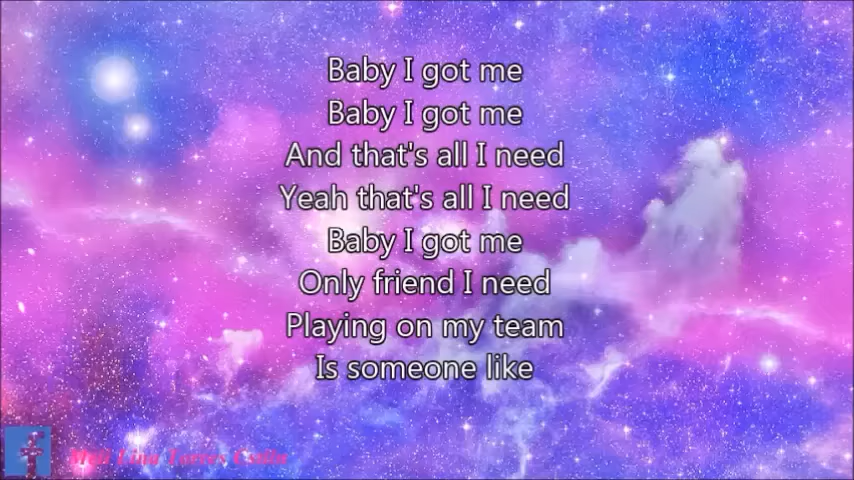 Baby I got me
Baby I got me
And that's all I need
Yeah that's all I need
Baby I got me
Only friend I need
Playing on my team
Is someone like